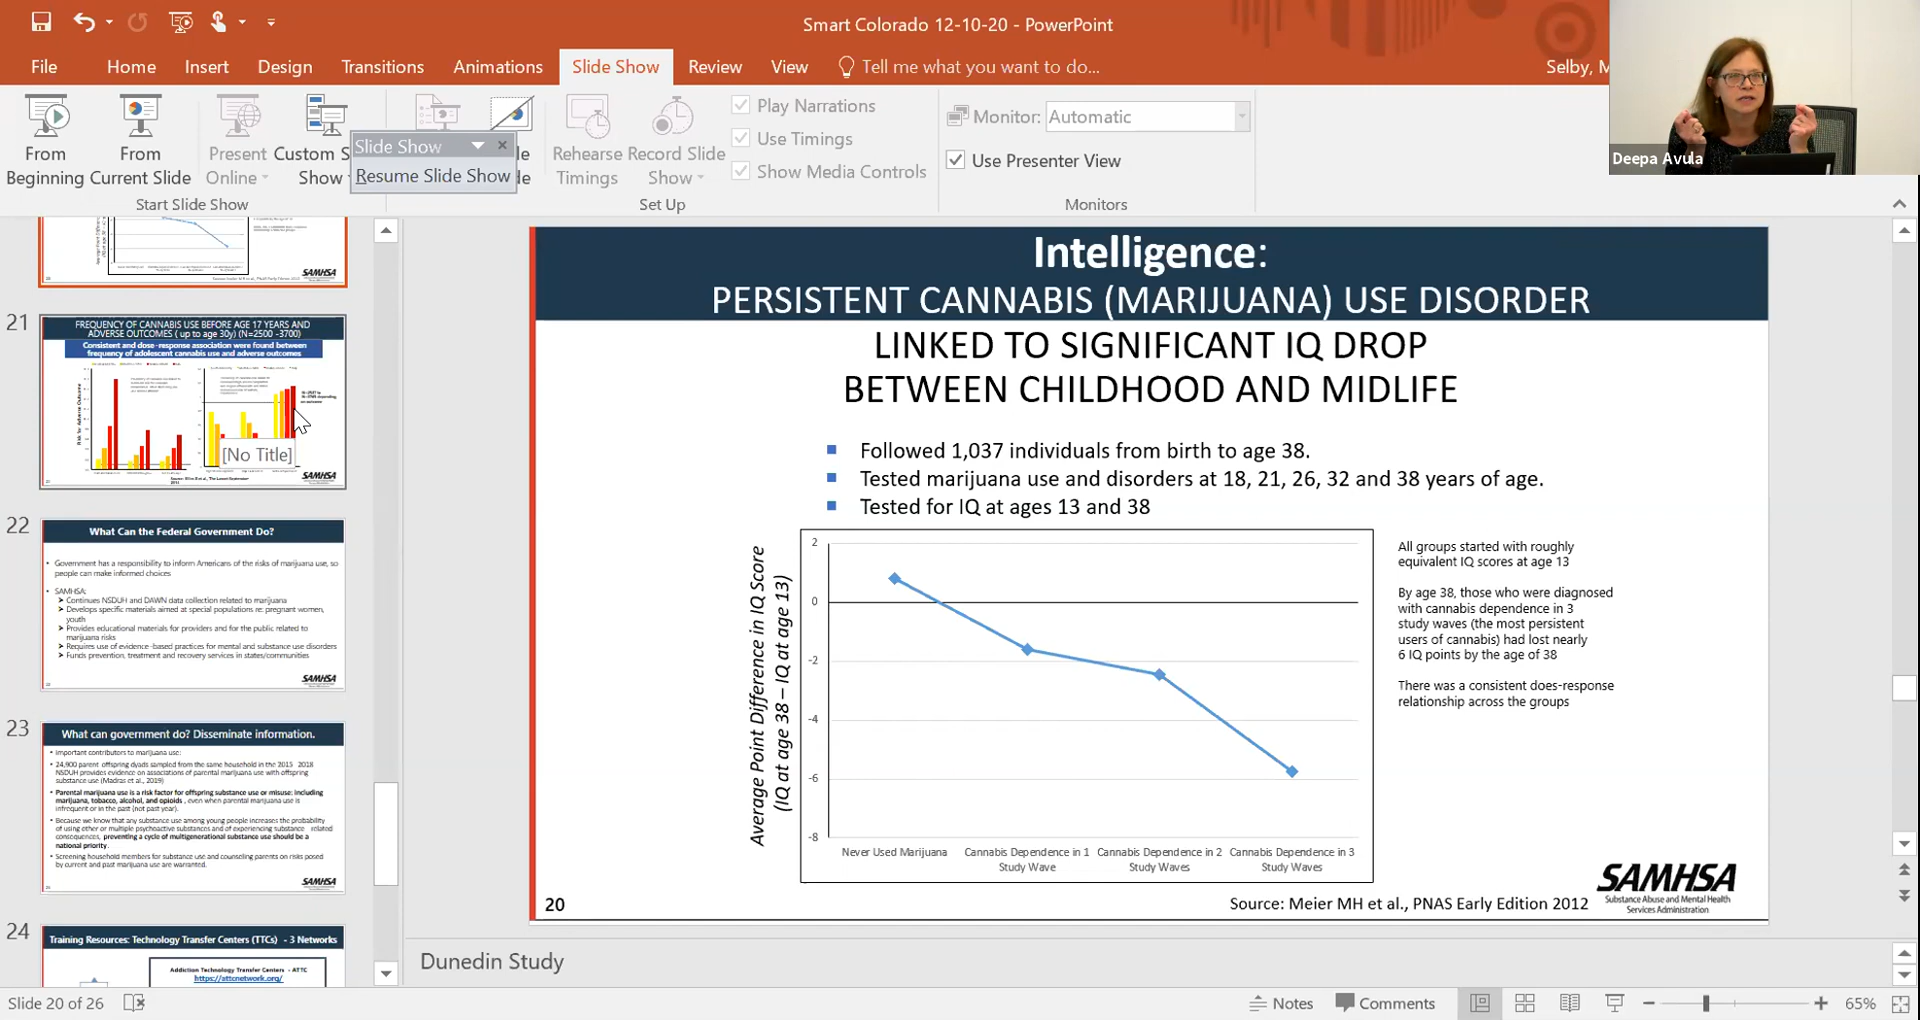 Smart Colorado 12-10-20 - PowerPoint
File
Home
Insert
Design
Transitions
Animations
Slide Show
Review
View
Tell me what you want to do...
Selby, M
From Beginning
From Current Slide
Present Online
Custom S
Show
Slide Show
Resume Slide Show
de
de
Rehearse Timings
Record Slide Show
Play Narrations
Use Timings
Show Media Controls
Monitor:
Automatic
Use Presenter View
Start Slide Show
Set Up
Monitors
Deepa Avula
SAMHSA
21
FREQUENCY OF CANNABIS USE BEFORE AGE 17 YEARS AND
ADVERSE OUTCOMES ( up to age 30y) (N=2500 -3700)
Consistent and dose-response association were found between
frequency of adolescent cannabis use and adverse outcomes
Risk for Adverse Outcome
[No Title]
SAMHSA
22
What Can the Federal Government Do?
Government has a responsibility to inform Americans of the risks of marijuana use, so
people can make informed choices
SAMHSA:
Continues NSDUH and DAWN data collection related to marijuana
Develops specific materials aimed at special populations re: pregnant women,
youth
Provides educational materials for providers and for the public related to
marijuana risks
Requires use of evidence-based practices for mental and substance use disorders
Funds prevention, treatment and recovery services in states/communities
SAMHSA
23
What can government do? Disseminate information.
Important contributors to marijuana use:
24,900 parent offspring dyads sampled from the same household in the 2015 2018
NSDUH provides evidence on associations of parental marijuana use with offspring
substance use (Madras et al., 2019)
Parental marijuana use is a risk factor for offspring substance use or misuse: including
marijuana, tobacco, alcohol, and opioids, even when parental marijuana use is
infrequent or in the past (not past year).
Because we know that any substance use among young people increases the probability
of using other or multiple psychoactive substances and of experiencing substance related
consequences, preventing a cycle of multigenerational substance use should be a
national priority.
Screening household members for substance use and counseling parents on risks posed
by current and past marijuana use are warranted.
SAMHSA
24
Training Resources: Technology Transfer Centers (TTCs) - 3 Networks
Addiction Technology Transfer Centers - ATTC
https://attcnetwork.org/
Intelligence:
PERSISTENT CANNABIS (MARIJUANA) USE DISORDER
LINKED TO SIGNIFICANT IQ DROP
BETWEEN CHILDHOOD AND MIDLIFE
Followed 1,037 individuals from birth to age 38.
Tested marijuana use and disorders at 18, 21, 26, 32 and 38 years of age.
Tested for IQ at ages 13 and 38
Average Point Difference in IQ Score
(IQ at age 38 – IQ at age 13)
2
0
-2
-4
-6
-8
Never Used Marijuana
Cannabis Dependence in 1 Study Wave
Cannabis Dependence in 2 Study Waves
Cannabis Dependence in 3 Study Waves
All groups started with roughly
equivalent IQ scores at age 13
By age 38, those who were diagnosed
with cannabis dependence in 3
study waves (the most persistent
users of cannabis) had lost nearly
6 IQ points by the age of 38
There was a consistent does-response
relationship across the groups
SAMHSA
Substance Abuse and Mental Health
Services Administration
20
Source: Meier MH et al., PNAS Early Edition 2012
Dunedin Study
Slide 20 of 26
Notes
Comments
65%